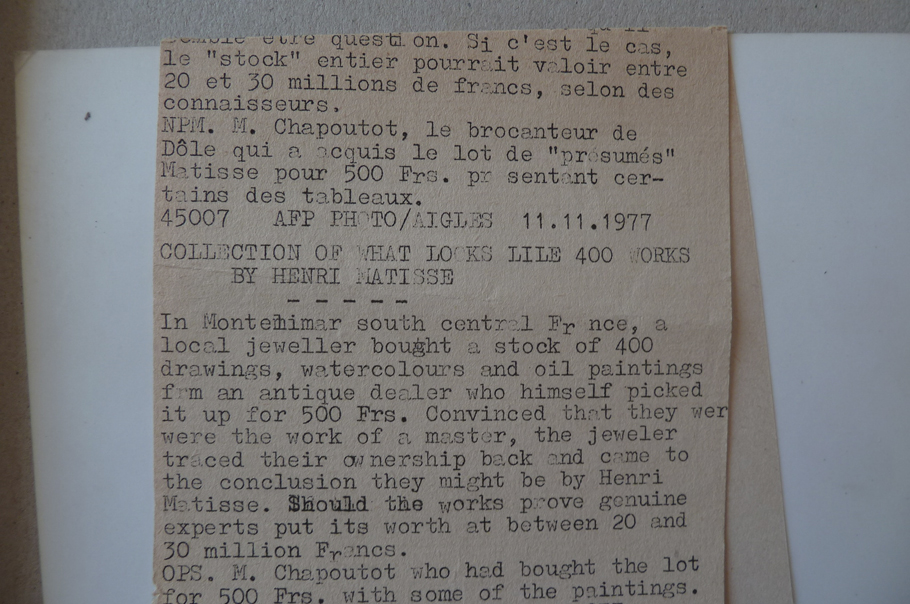 semble être question. Si c'est le cas,
le "stock" entier pourrait valoir entre
20 et 30 millions de francs, selon des
connaisseurs.
NPM. M. Chapoutot, le brocanteur de
Dôle qui a acquis le lot de "présumés"
Matisse pour 500 Frs. pr sentant cer-
tains des tableaux.
45007 AFP PHOTO/AIGLES 11.11.1977
COLLECTION OF WHAT LOOKS LILE 400 WORKS
BY HENRI MATISSE
- - - - -
In Montelimar south central Fr nce, a
local jeweller bought a stock of 400
drawings, watercolours and oil paintings
frm an antique dealer who himself picked
it up for 500 Frs. Convinced that they wer
were the work of a master, the jeweler
traced their ownership back and came to
the conclusion they might be by Henri
Matisse. Should the works prove genuine
experts put its worth at between 20 and
30 million Francs.
OPS. M. Chapoutot who had bought the lot
for 500 Frs. with some of the paintings.